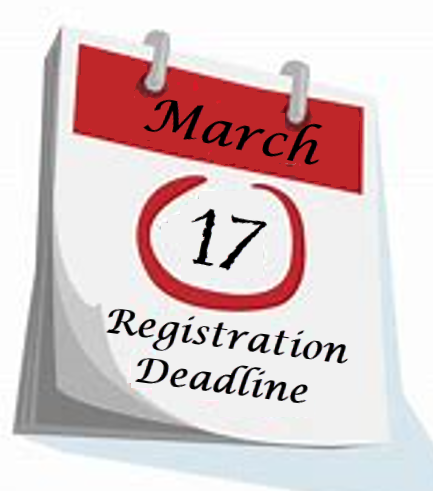 March
17
Registration
Deadline